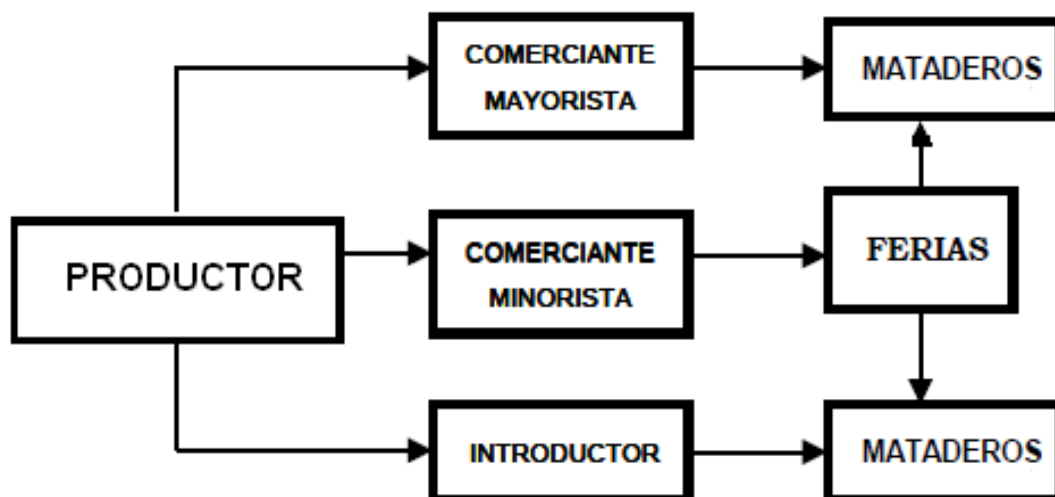 COMERCIANTE
MAYORISTA
MATADEROS
PRODUCTOR
COMERCIANTE
MINORISTA
FERIAS
INTRODUCTOR
MATADEROS